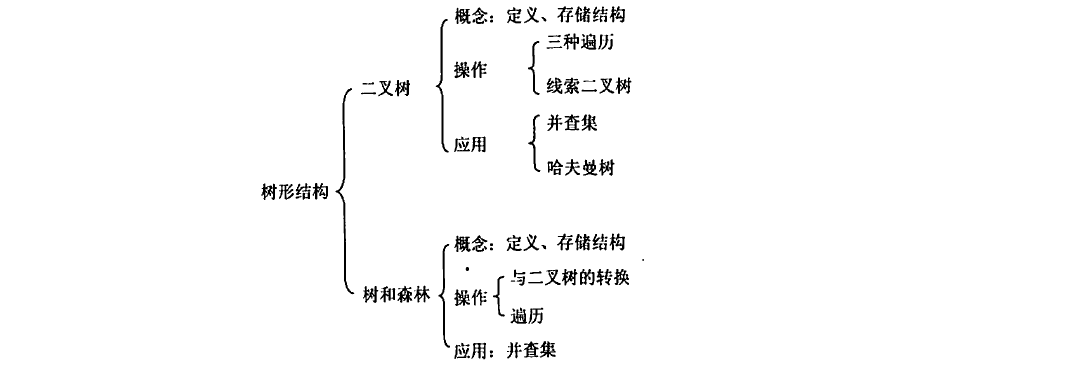 概念：定义、存储结构
三种遍历
操作
线索二叉树
二叉树
并查集
应用
哈夫曼树
树形结构
概念：定义、存储结构
与二叉树的转换
操作
树和森林
遍历
应用：并查集